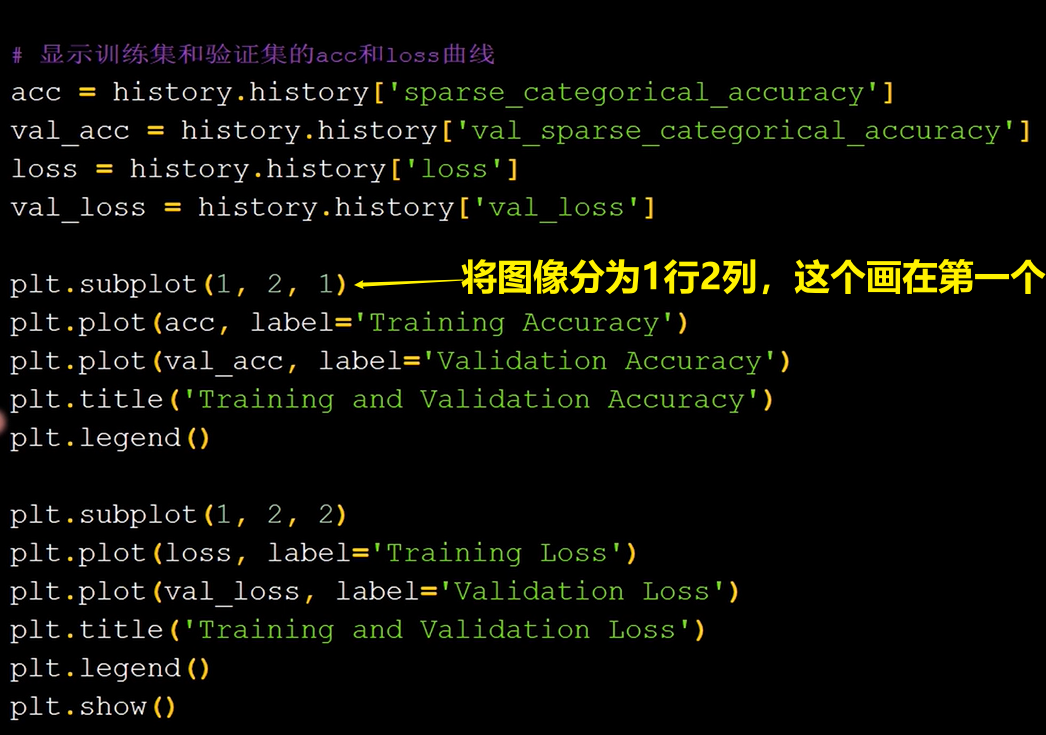 # 显示训练集和验证集的acc和loss曲线
acc = history.history['sparse_categorical_accuracy']
val_acc = history.history['val_sparse_categorical_accuracy']
loss = history.history['loss']
val_loss = history.history['val_loss']
plt.subplot(1, 2, 1)
将图像分为1行2列，这个画在第一个
plt.plot(acc, label='Training Accuracy')
plt.plot(val_acc, label='Validation Accuracy')
plt.title('Training and Validation Accuracy')
plt.legend()
plt.subplot(1, 2, 2)
plt.plot(loss, label='Training Loss')
plt.plot(val_loss, label='Validation Loss')
plt.title('Training and Validation Loss')
plt.legend()
plt.show()